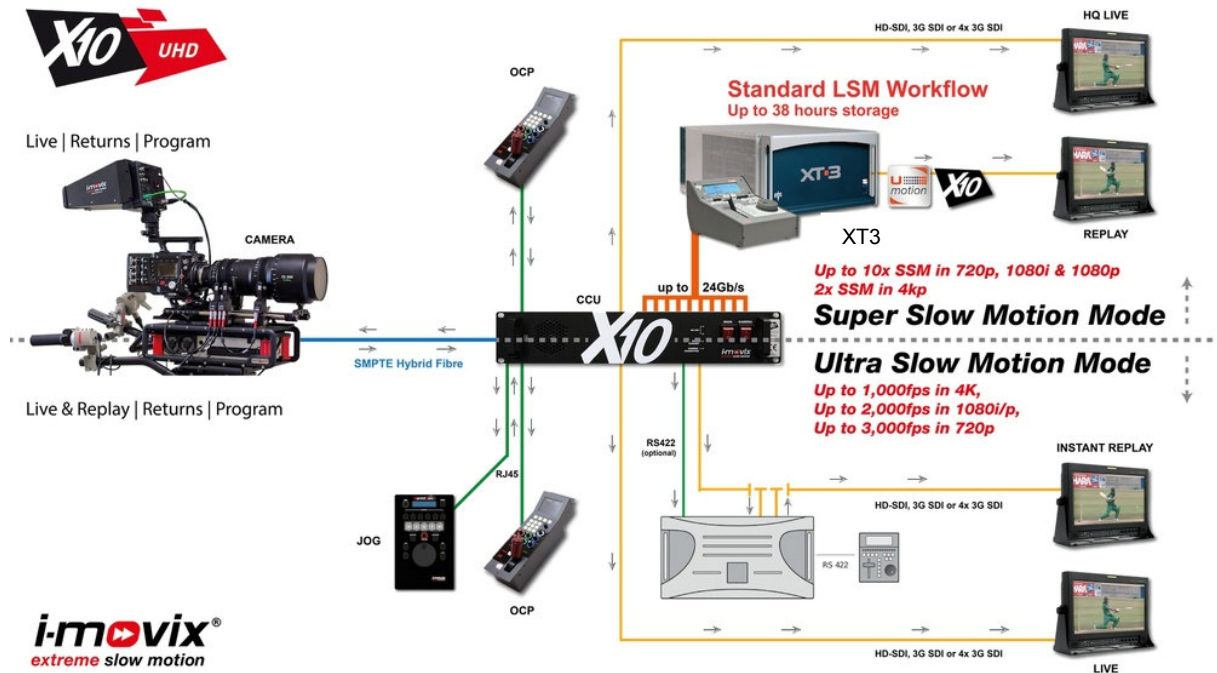 X10 UHD
HQ LIVE
HD-SDI, 3G SDI or 4x 3G SDI
OCP
Standard LSM Workflow
Up to 38 hours storage
Live | Returns | Program
i-movix
XT3
U motion
X10
XT3
REPLAY
CAMERA
Up to 10x SSM in 720p, 1080i & 1080p
2x SSM in 4kp
up to 24Gb/s
CCU
Super Slow Motion Mode
X10
i-movix
SMPTE Hybrid Fibre
Ultra Slow Motion Mode
Up to 1,000fps in 4K,
Up to 2,000fps in 1080i/p,
Up to 3,000fps in 720p
Live & Replay | Returns | Program
RS422
(optional)
INSTANT REPLAY
RJ45
HD-SDI, 3G SDI or 4x 3G SDI
JOG
RS 422
OCP
i-movix®
extreme slow motion
HD-SDI, 3G SDI or 4x 3G SDI
LIVE